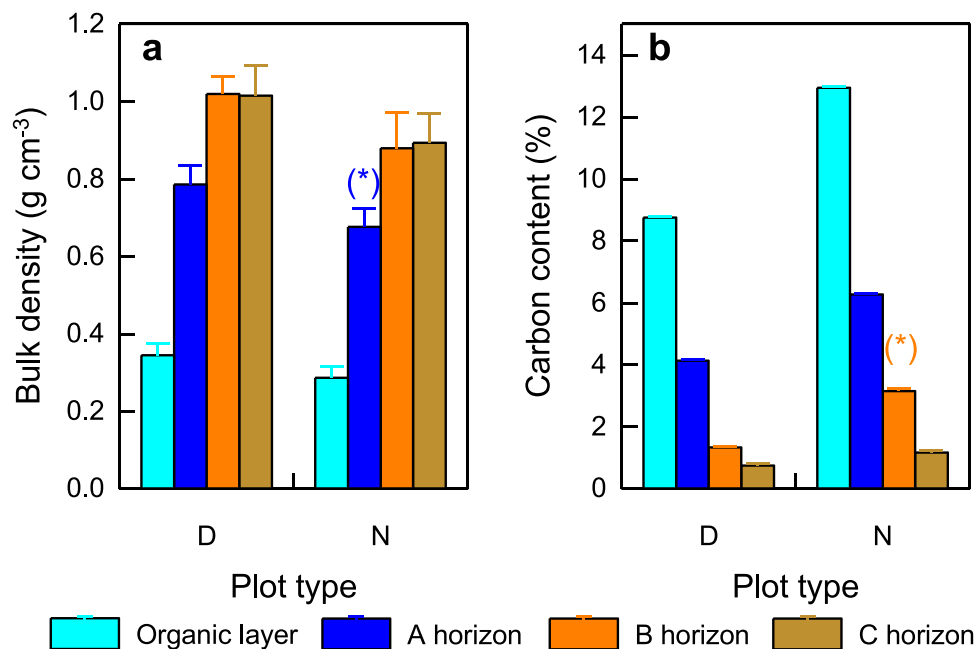 a
Bulk density (g cm⁻³)
1.2
1.0
0.8
0.6
0.4
0.2
0.0
(*)
D N
Plot type
b
Carbon content (%)
14
12
10
8
6
4
2
0
(*)
D N
Plot type
Organic layer A horizon B horizon C horizon